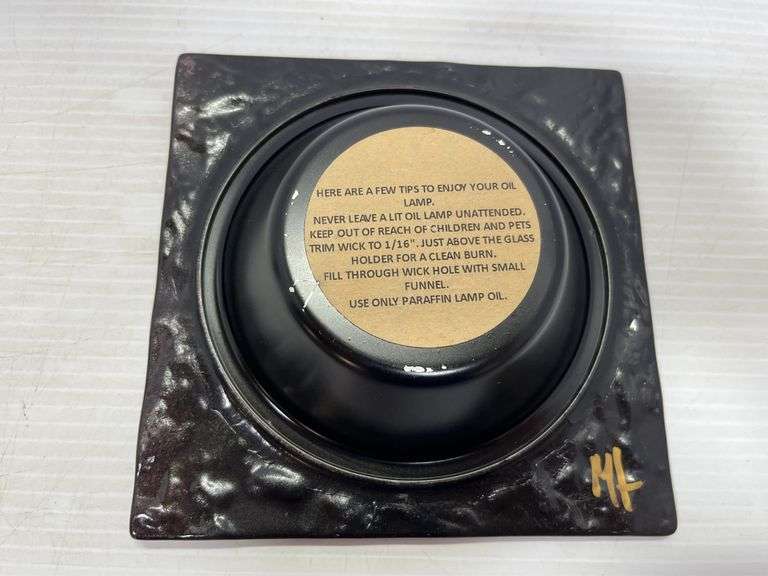 HERE ARE A FEW TIPS TO ENJOY YOUR OIL
LAMP.
NEVER LEAVE A LIT OIL LAMP UNATTENDED.
KEEP OUT OF REACH OF CHILDREN AND PETS
TRIM WICK TO 1/16". JUST ABOVE THE GLASS
HOLDER FOR A CLEAN BURN.
FILL THROUGH WICK HOLE WITH SMALL
FUNNEL.
USE ONLY PARAFFIN LAMP OIL.